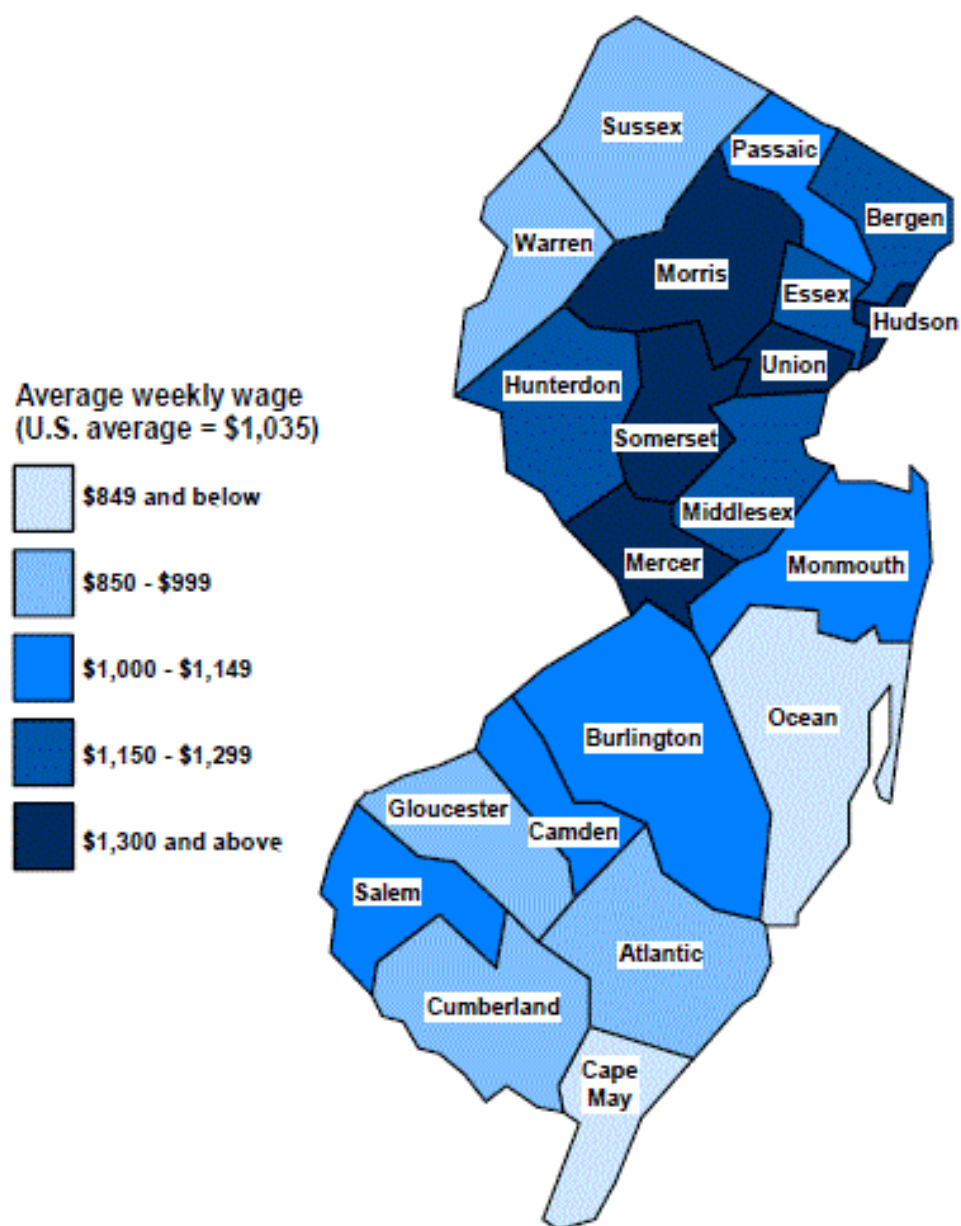 Sussex
Passaic
Bergen
Warren
Morris
Essex
Hudson
Union
Hunterdon
Average weekly wage
(U.S. average = $1,035)
Somerset
$849 and below
Middlesex
Mercer
Monmouth
$850 - $999
$1,000 - $1,149
Ocean
Burlington
$1,150 - $1,299
Gloucester
Camden
$1,300 and above
Salem
Atlantic
Cumberland
Cape
May